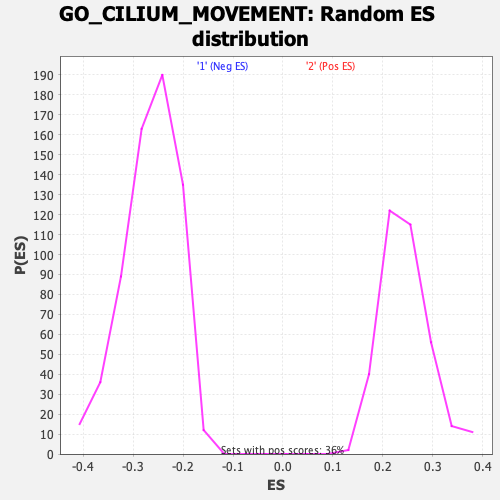 GO_CILIUM_MOVEMENT: Random ES
distribution
'1' (Neg ES) '2' (Pos ES)
190
180
170
160
150
140
130
120
110
100
90
80
70
60
50
40
30
20
10
0
P(ES)
Sets with pos scores: 36%
-0.4 -0.3 -0.2 -0.1 0.0 0.1 0.2 0.3 0.4
ES